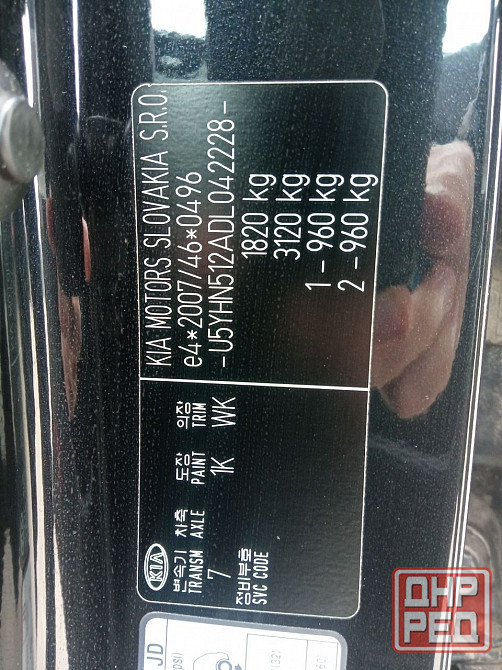 KIA MOTORS SLOVAKIA S.R.O.
e4*2007/46*0496
-U5YHN512ADL042228-
1820 kg
3120 kg
1- 960 kg
2- 960 kg
KIA
변속기 차축 도장 의장
TRANSM AXLE PAINT TRIM
7 1K WK
정비부호
SVC CODE
JD
ДНР
РЕД